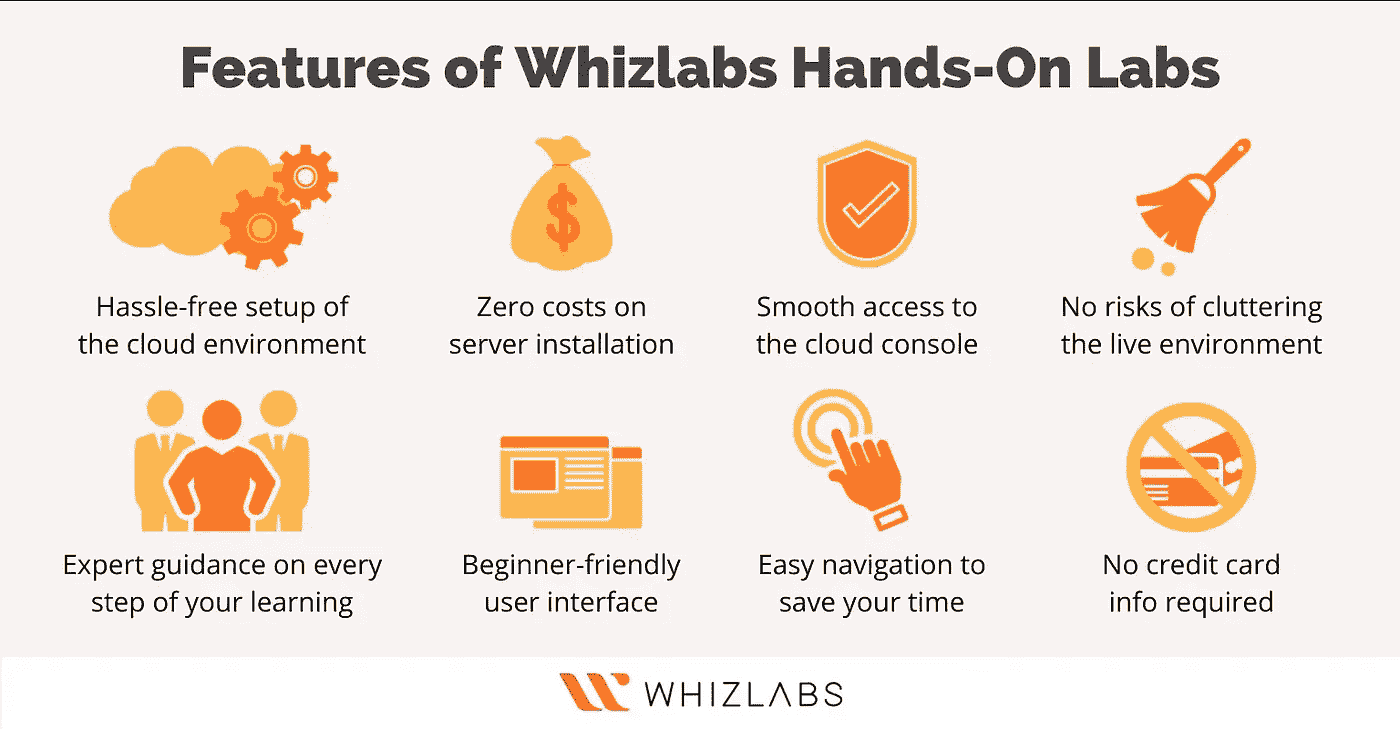 Features of Whizlabs Hands-On Labs
Hassle-free setup of
the cloud environment
Zero costs on
server installation
Smooth access to
the cloud console
No risks of cluttering
the live environment
Expert guidance on every
step of your learning
Beginner-friendly
user interface
Easy navigation to
save your time
No credit card
info required
$
WHIZLABS